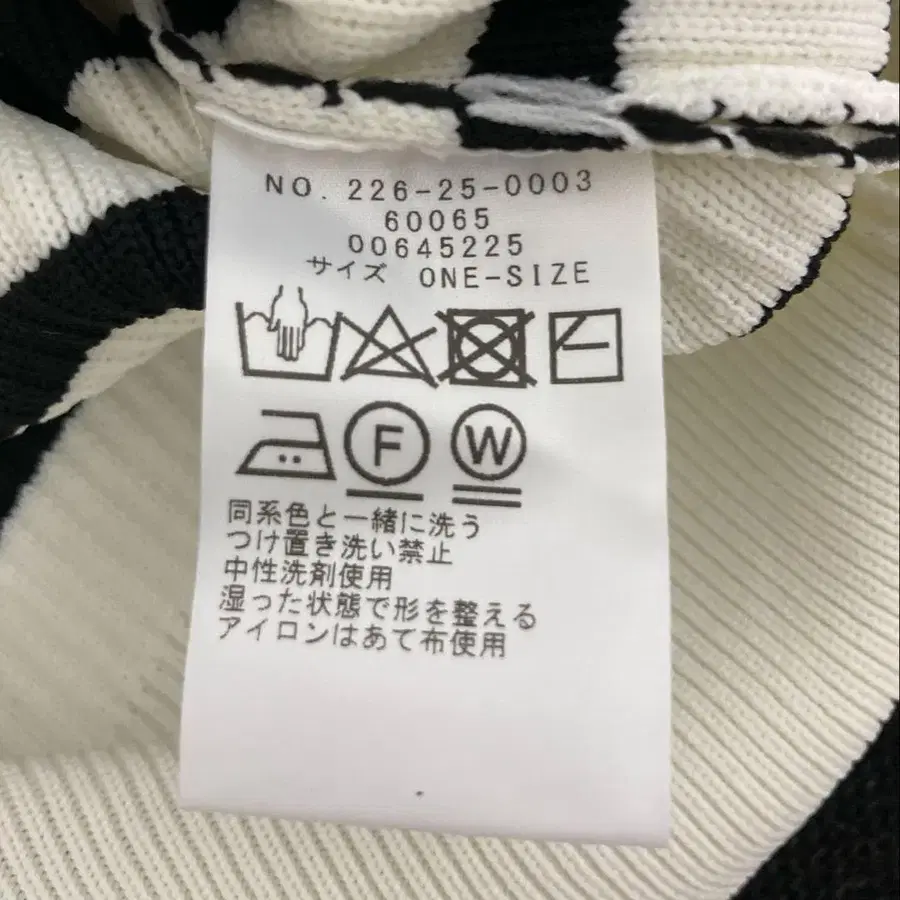 NO. 226-25-0003
60065
00645225
サイズ ONE-SIZE
F W
同系色と一緒に洗う
つけ置き洗い禁止
中性洗剤使用
湿った状態で形を整える
アイロンはあて布使用